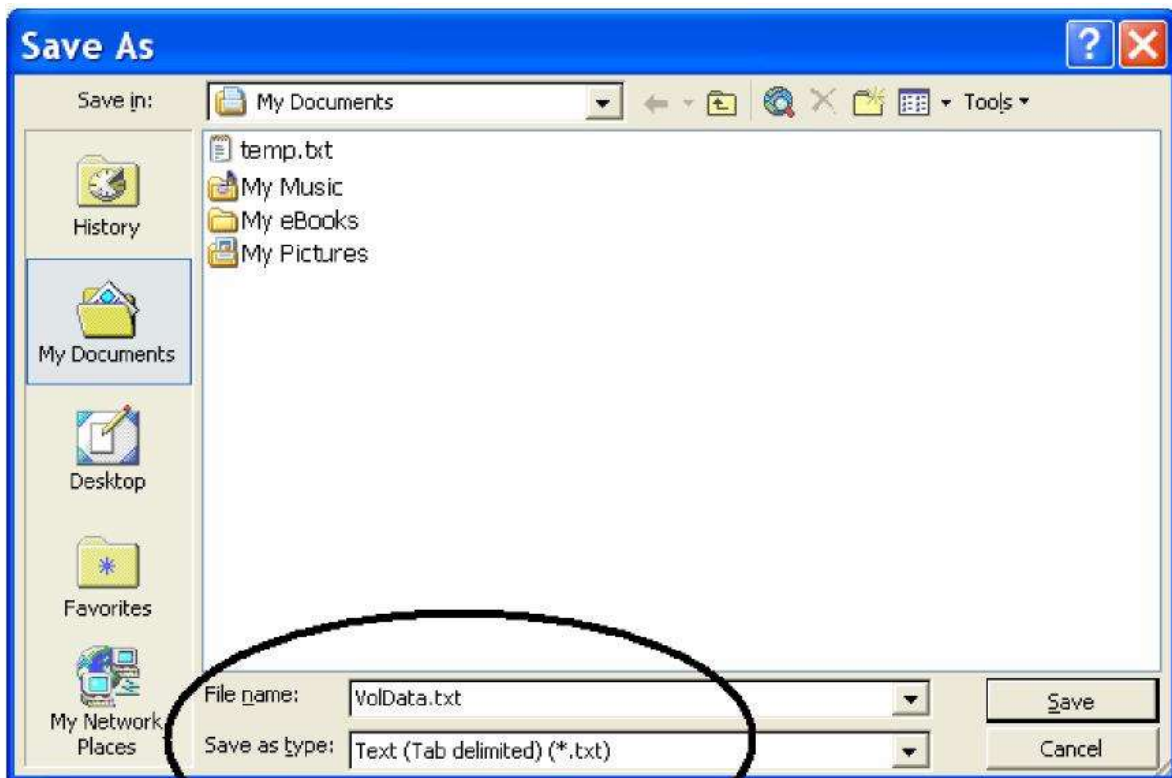 Save As
Save in:
My Documents
Tools
temp.txt
My Music
My eBooks
My Pictures
History
My Documents
Desktop
Favorites
My Network
Places
File name:
VolData.txt
Save
Save as type:
Text (Tab delimited) (*.txt)
Cancel